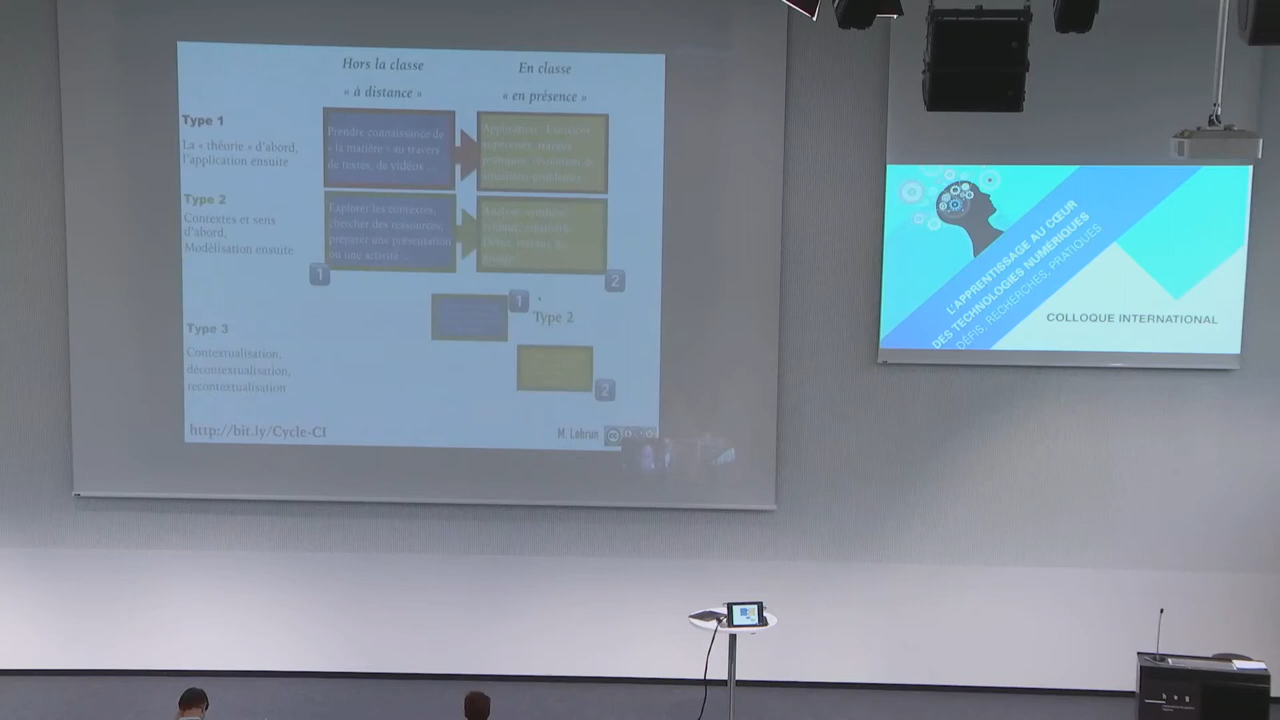 Hors la classe
« à distance »
En classe
« en présence »
Type 1
La « théorie » d'abord,
l'application ensuite
Prendre connaissance de
« la matière » au travers
de textes, de vidéos ...
Type 2
Contextes et sens
d'abord,
Modélisation ensuite
Explorer les contextes,
chercher des ressources,
préparer une présentation
ou une activité ...
1
2
1
Type 2
Type 3
Contextualisation,
décontextualisation,
recontextualisation
2
http://bit.ly/Cycle-CI
M. Lebrun
cc
L'APPRENTISSAGE AU CŒUR
DES TECHNOLOGIES NUMÉRIQUES
DÉFIS, RECHERCHES, PRATIQUES
COLLOQUE INTERNATIONAL